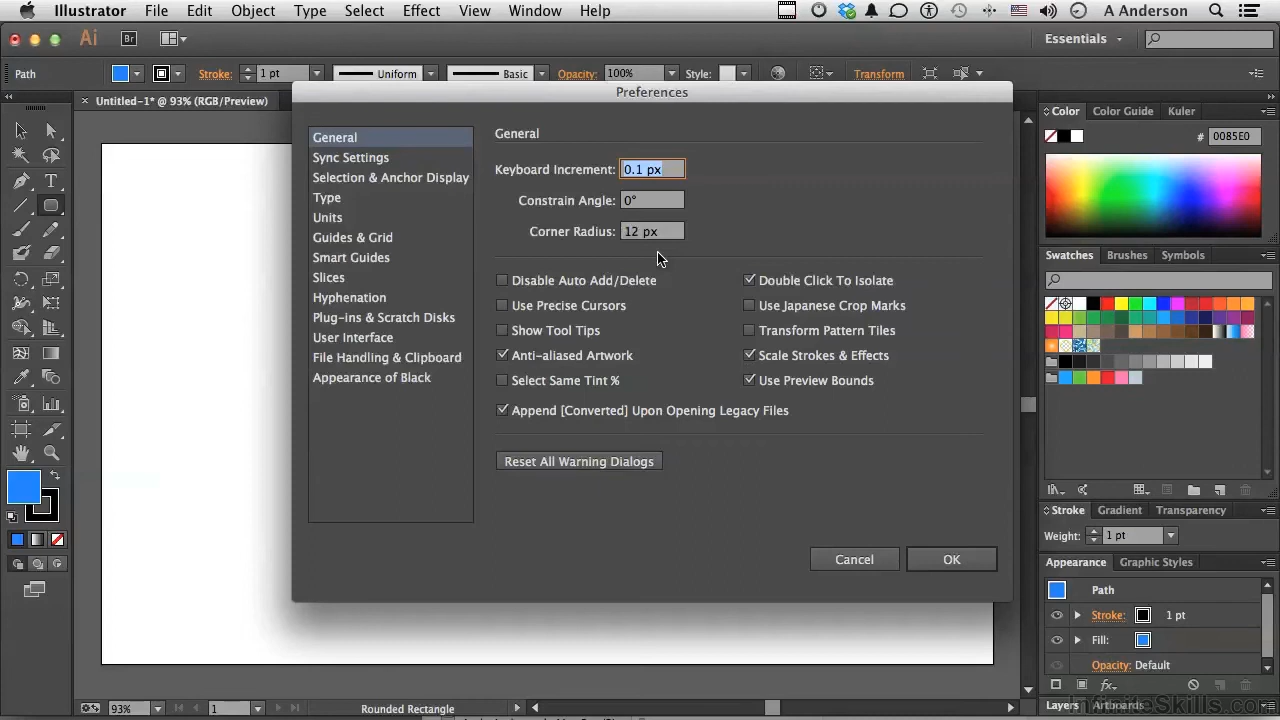 Illustrator File Edit Object Type Select Effect View Window Help A Anderson
Ai Br Essentials
Path Stroke: 1 pt Uniform Basic Opacity: 100% Style: Transform
Untitled-1* @ 93% (RGB/Preview)
Preferences
General
Sync Settings
Selection & Anchor Display
Type
Units
Guides & Grid
Smart Guides
Slices
Hyphenation
Plug-ins & Scratch Disks
User Interface
File Handling & Clipboard
Appearance of Black
General
Keyboard Increment: 0.1 px
Constrain Angle: 0°
Corner Radius: 12 px
Disable Auto Add/Delete
Use Precise Cursors
Show Tool Tips
Anti-aliased Artwork
Select Same Tint %
Append [Converted] Upon Opening Legacy Files
Double Click To Isolate
Use Japanese Crop Marks
Transform Pattern Tiles
Scale Strokes & Effects
Use Preview Bounds
Reset All Warning Dialogs
Cancel OK
Color Color Guide Kuler
# 0085E0
Swatches Brushes Symbols
Stroke Gradient Transparency
Weight: 1 pt
Appearance Graphic Styles
Path
Stroke: 1 pt
Fill:
Opacity: Default
fx
Layers Artboards
InfiniteSkills.com
93% 1 Rounded Rectangle